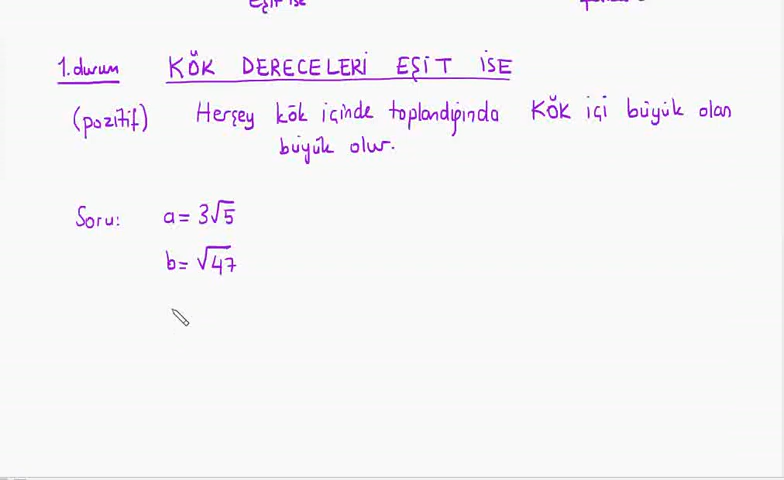 1. durum KÖK DERECELERİ EŞİT İSE
(pozitif) Herşey kök içinde toplandığında KÖK içi büyük olan
büyük olur.
Soru: a = 3√5
b = √47